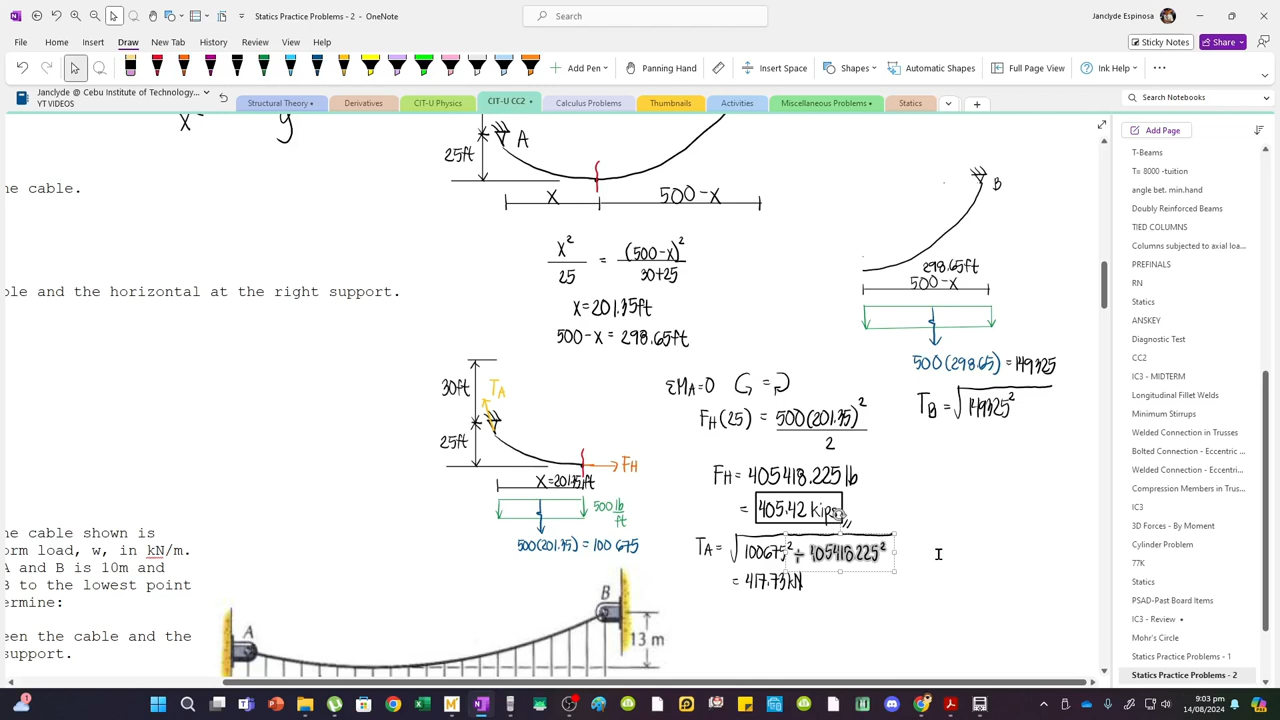 Statics Practice Problems - 2 - OneNote
Search
Janclyde Espinosa
File Home Insert Draw New Tab History Review View Help
Sticky Notes Share
Add Pen Panning Hand Insert Space Shapes Automatic Shapes Full Page View Ink Help
Janclyde @ Cebu Institute of Technology...
YT VIDEOS
Structural Theory Derivatives CIT-U Physics CIT-U CC2 Calculus Problems Thumbnails Activities Miscellaneous Problems Statics
Search Notebooks
Add Page
T-Beams
T= 8000 -tuition
angle bet. min.hand
Doubly Reinforced Beams
TIED COLUMNS
Columns subjected to axial loa...
PREFINALS
RN
Statics
ANSKEY
Diagnostic Test
CC2
IC3 - MIDTERM
Longitudinal Fillet Welds
Minimum Stirrups
Welded Connection in Trusses
Bolted Connection - Eccentric ...
Welded Connection - Eccentric...
Compression Members in Trus...
IC3
3D Forces - By Moment
Cylinder Problem
77K
Statics
PSAD-Past Board Items
IC3 - Review
Mohr's Circle
Statics Practice Problems - 1
Statics Practice Problems - 2
x y
ne cable.
ole and the horizontal at the right support.
ne cable shown is
orm load, w, in kN/m.
A and B is 10m and
B to the lowest point
ermine:
een the cable and the
support.
25ft A
x 500-x
x²/25 = (500-x)²/30+25
x=201.35ft
500-x = 298.65ft
B
298.65ft
500-x
500(298.65) = 149325
TB = √149325²
30ft TA
25ft
FH
x=201.35ft
500 lb/ft
500(201.35) = 100 675
ΣMA=0
FH(25) = 500(201.35)²/2
FH = 405418.225 lb
= 405.42 kips
TA = √100675² + 405418.225²
= 417.73kN
A B
13 m
9:03 pm
14/08/2024